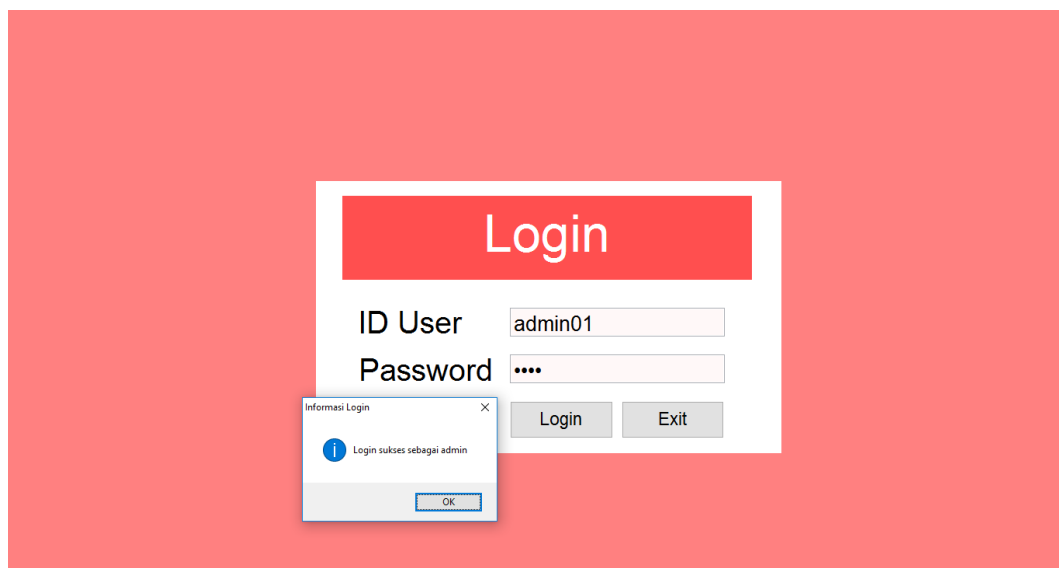 Login
ID User admin01
Password ••••
Login Exit
Informasi Login
Login sukses sebagai admin
OK